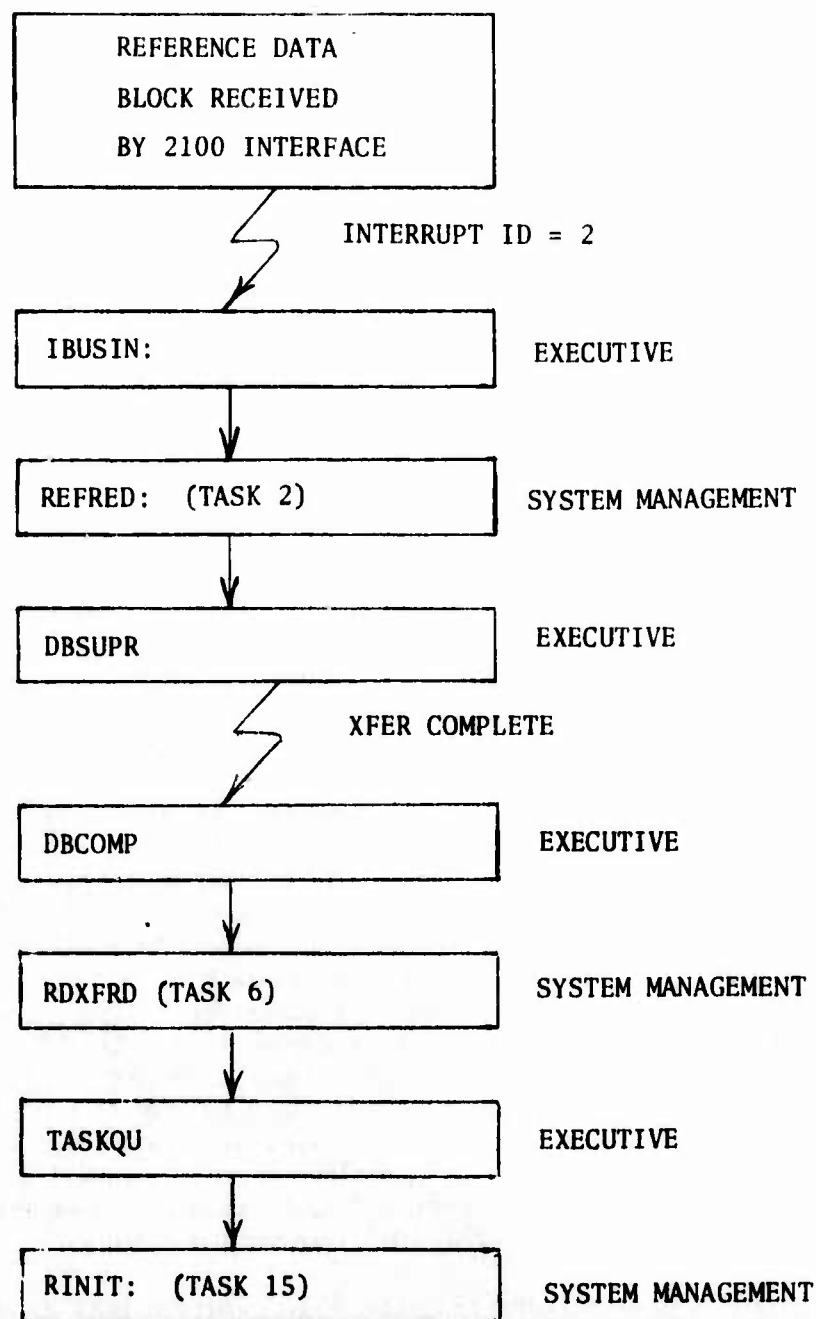 REFERENCE DATA
BLOCK RECEIVED
BY 2100 INTERFACE
INTERRUPT ID = 2
IBUSIN:
EXECUTIVE
REFRED: (TASK 2)
SYSTEM MANAGEMENT
DBSUPR
EXECUTIVE
XFER COMPLETE
DBCOMP
EXECUTIVE
RDXFRD (TASK 6)
SYSTEM MANAGEMENT
TASKQU
EXECUTIVE
RINIT: (TASK 15)
SYSTEM MANAGEMENT